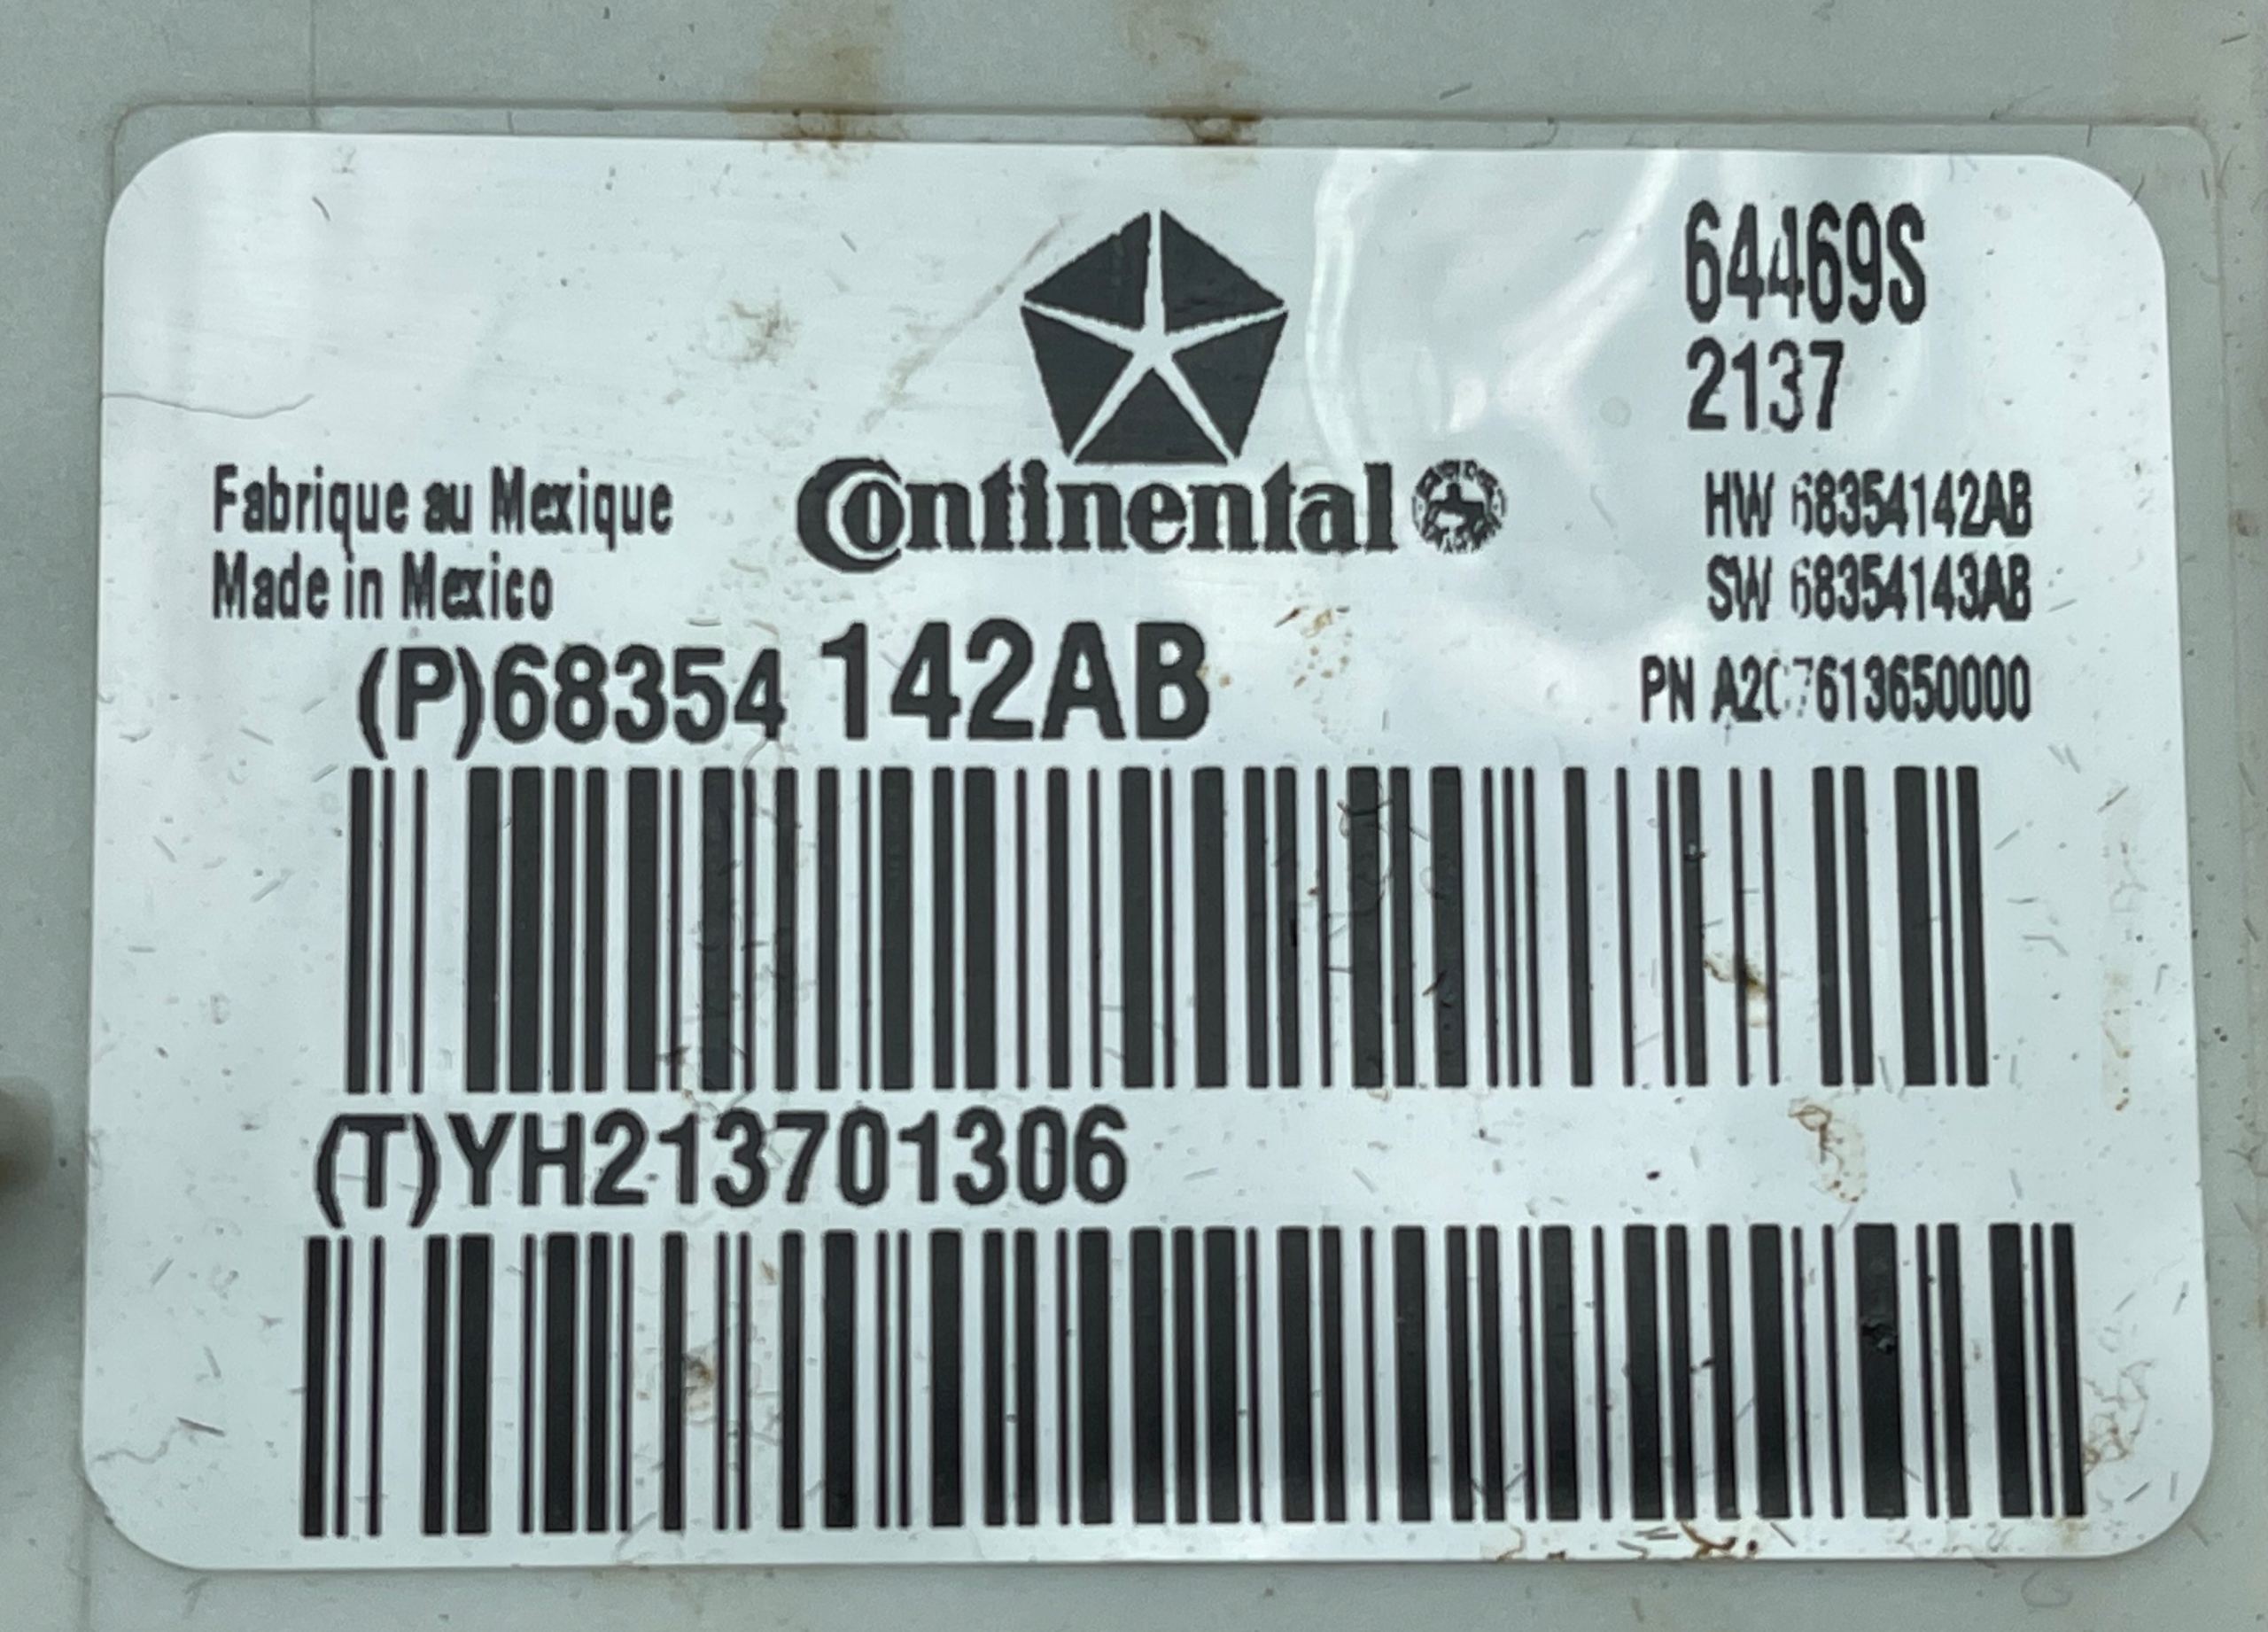 64469S
2137
Fabrique au Mexique
Made in Mexico
Continental
HW 68354142AB
SW 68354143AB
PN A2C7613650000
(P)68354 142AB
(T)YH213701306